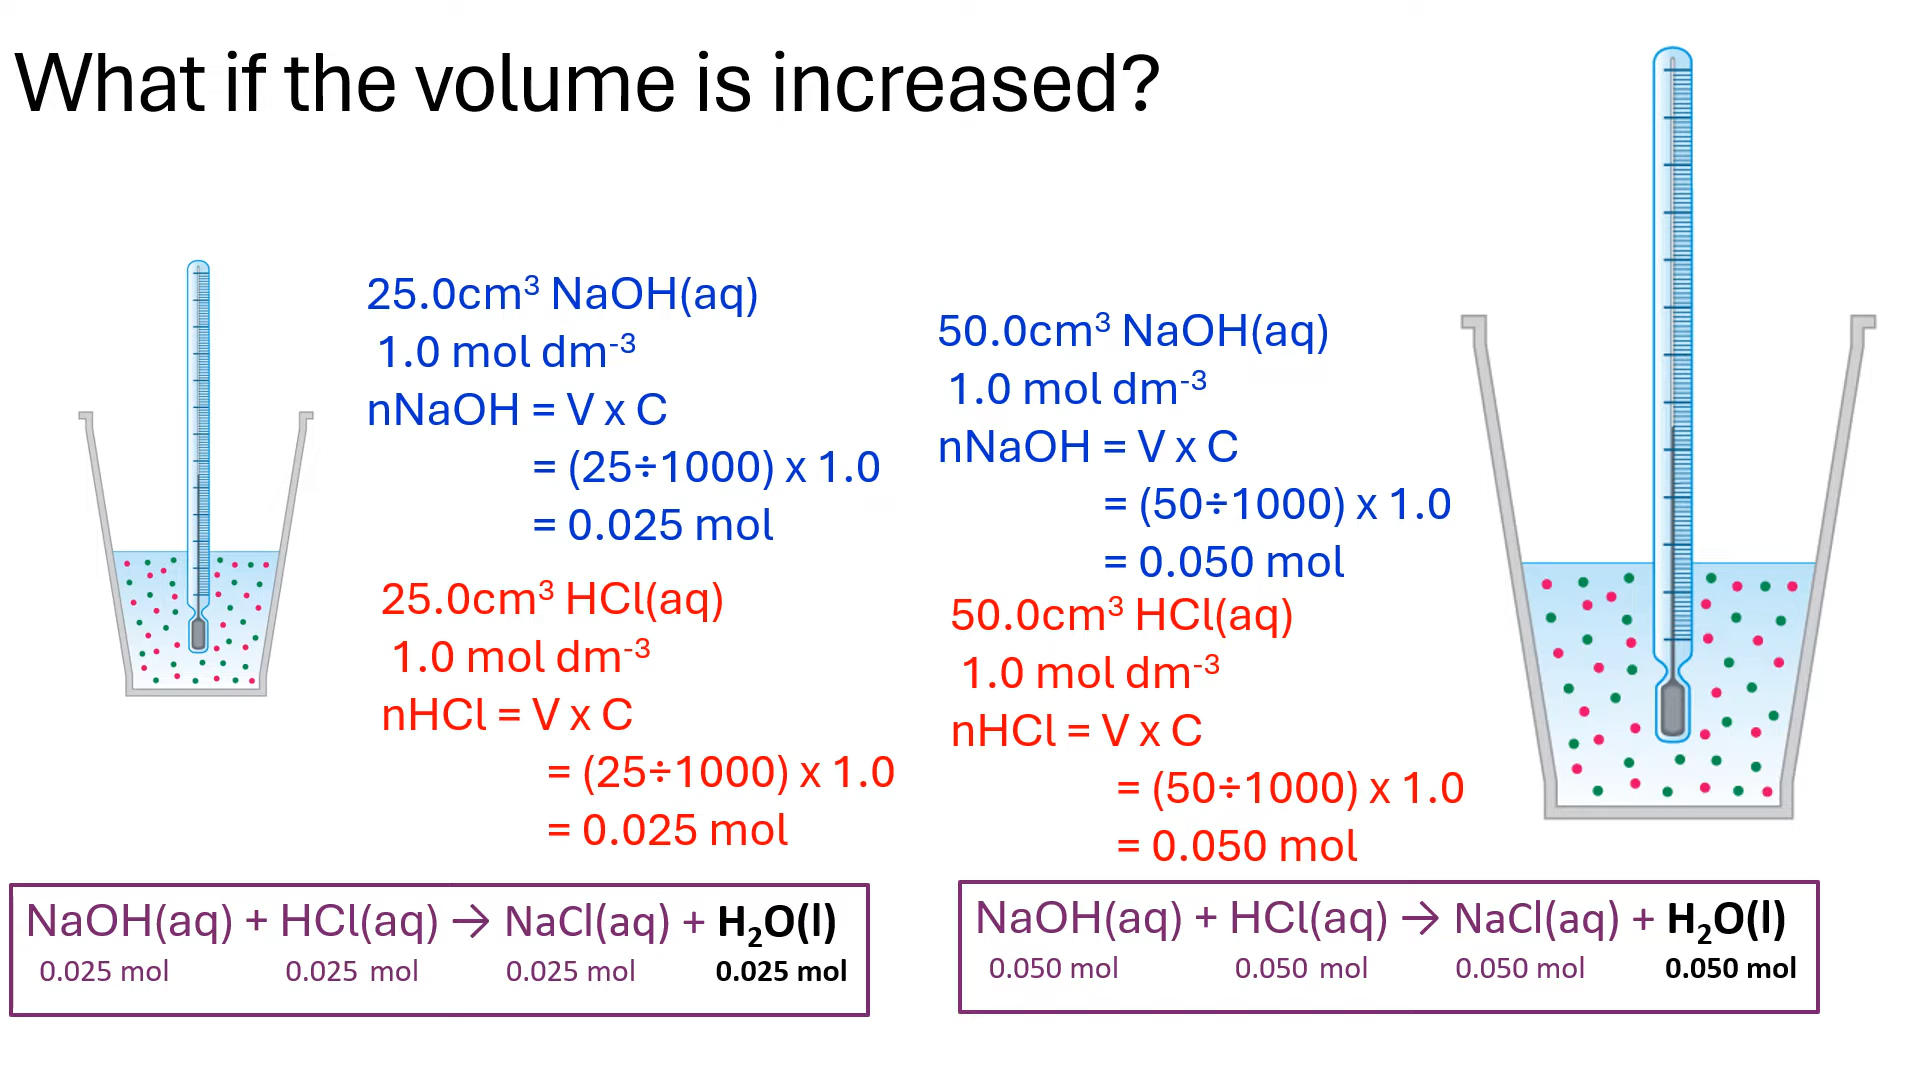 What if the volume is increased?
25.0cm³ NaOH(aq)
1.0 mol dm⁻³
nNaOH = V x C
= (25÷1000) x 1.0
= 0.025 mol
25.0cm³ HCl(aq)
1.0 mol dm⁻³
nHCl = V x C
= (25÷1000) x 1.0
= 0.025 mol
NaOH(aq) + HCl(aq) → NaCl(aq) + H₂O(l)
0.025 mol 0.025 mol 0.025 mol 0.025 mol
50.0cm³ NaOH(aq)
1.0 mol dm⁻³
nNaOH = V x C
= (50÷1000) x 1.0
= 0.050 mol
50.0cm³ HCl(aq)
1.0 mol dm⁻³
nHCl = V x C
= (50÷1000) x 1.0
= 0.050 mol
NaOH(aq) + HCl(aq) → NaCl(aq) + H₂O(l)
0.050 mol 0.050 mol 0.050 mol 0.050 mol